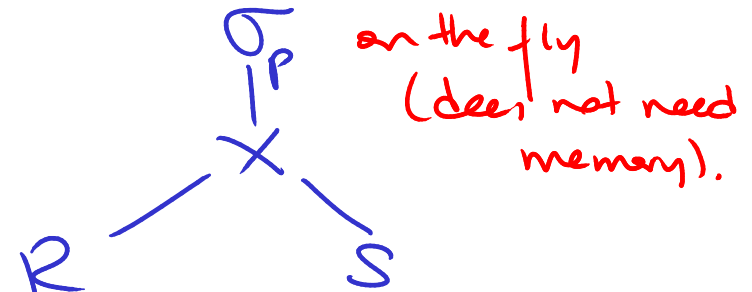 σp on the fly
(does not need
memory).
×
R S